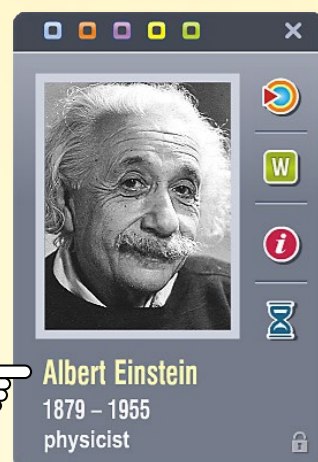 W
i
Albert Einstein
1879 – 1955
physicist